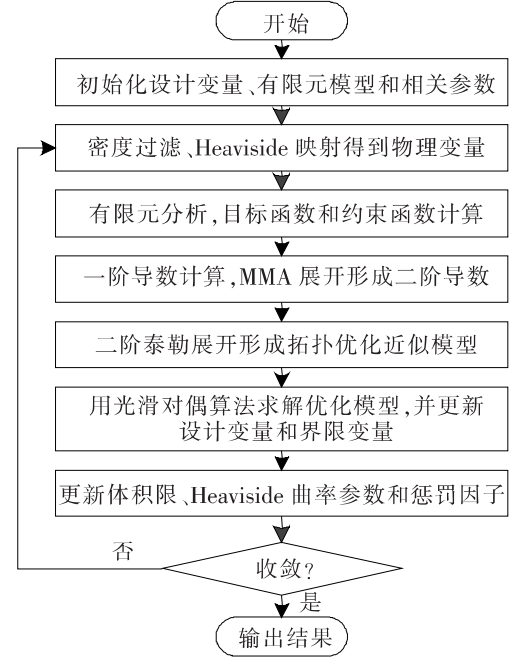 开始
初始化设计变量、有限元模型和相关参数
密度过滤、Heaviside 映射得到物理变量
有限元分析,目标函数和约束函数计算
一阶导数计算,MMA 展开形成二阶导数
二阶泰勒展开形成拓扑优化近似模型
用光滑对偶算法求解优化模型,并更新
设计变量和界限变量
更新体积限、Heaviside 曲率参数和惩罚因子
否
收敛?
是
输出结果